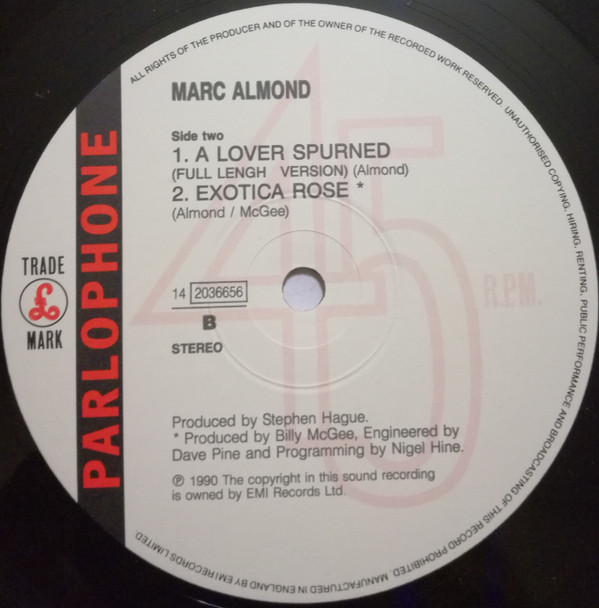 ALL RIGHTS OF THE PRODUCER AND OF THE OWNER OF THE RECORDED WORK RESERVED. UNAUTHORISED COPYING, HIRING, RENTING, PUBLIC PERFORMANCE AND BROADCASTING OF THIS RECORD PROHIBITED. MANUFACTURED IN ENGLAND BY EMI RECORDS LIMITED.
MARC ALMOND
Side two
1. A LOVER SPURNED
(FULL LENGH VERSION) (Almond)
2. EXOTICA ROSE *
(Almond / McGee)
PARLOPHONE
TRADE
£
MARK
14 2036656
B
STEREO
45
R.P.M.
Produced by Stephen Hague.
* Produced by Billy McGee, Engineered by
Dave Pine and Programming by Nigel Hine.
℗ 1990 The copyright in this sound recording
is owned by EMI Records Ltd.